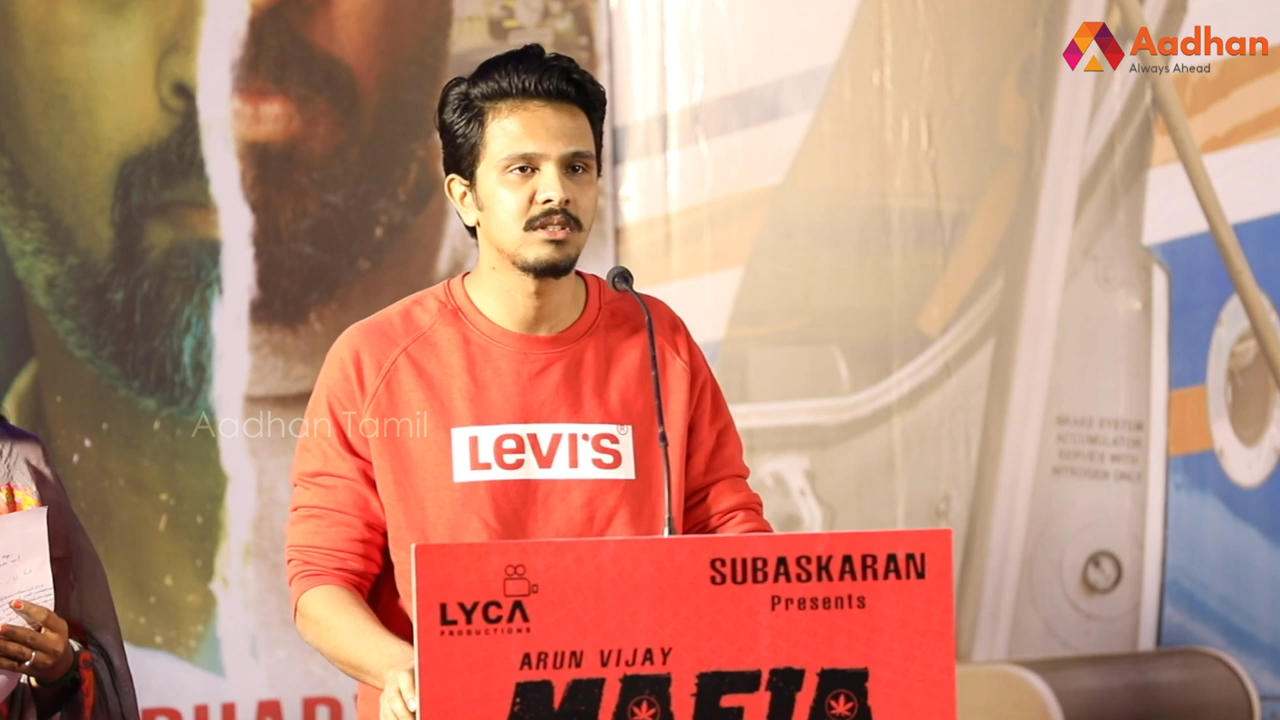 Aadhan
Always Ahead
Aadhan Tamil
LEVI'S®
BRAKE SYSTEM
ACCUMULATOR
SERVICE WITH
NITROGEN ONLY
SUBASKARAN
Presents
LYCA
PRODUCTIONS
ARUN VIJAY
MAFIA